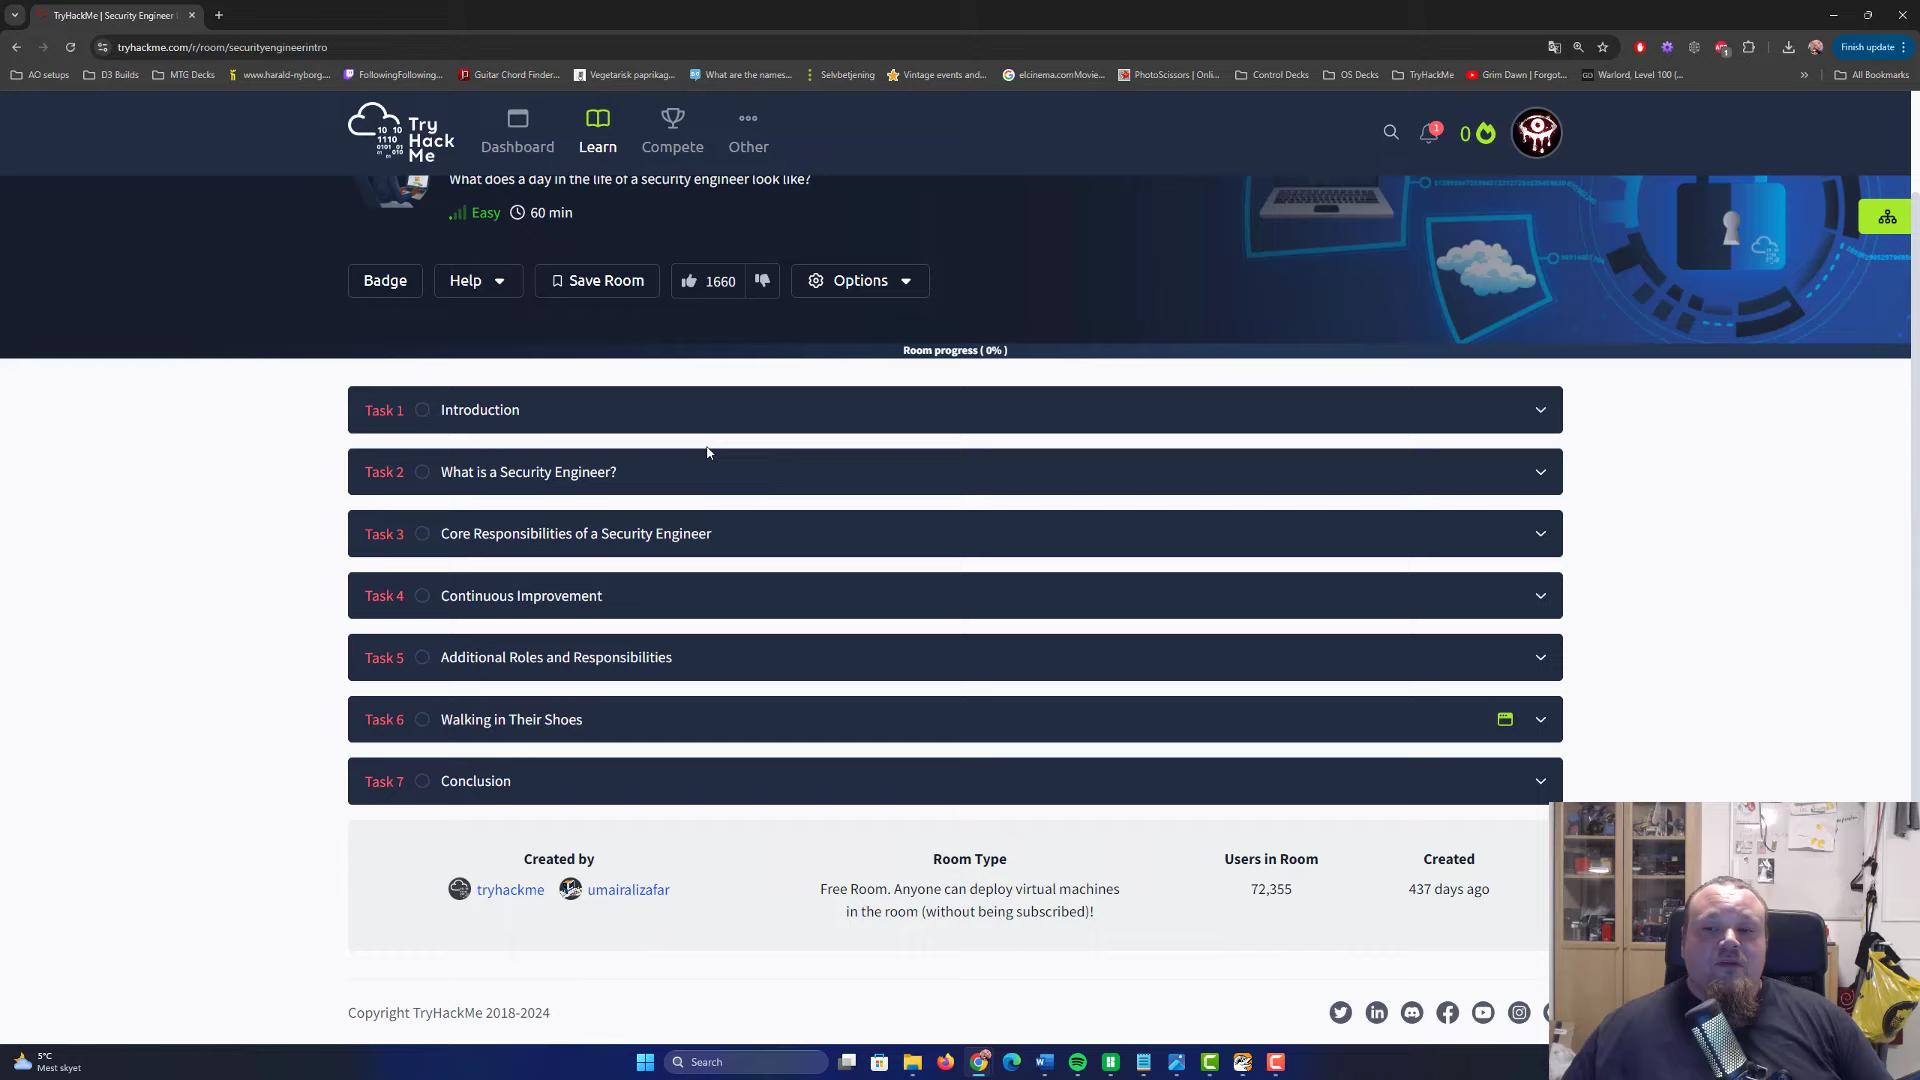 TryHackMe | Security Engineer
tryhackme.com/r/room/securityengineerintro
Finish update
AO setups
D3 Builds
MTG Decks
www.harald-nyborg....
FollowingFollowing...
Guitar Chord Finder...
Vegetarisk paprikag...
What are the names...
Selvbetjening
Vintage events and...
elcinema.comMovie...
PhotoScissors | Onli...
Control Decks
OS Decks
TryHackMe
Grim Dawn | Forgot...
Warlord, Level 100 (...
All Bookmarks
Try
Hack
Me
Dashboard
Learn
Compete
Other
1
0
What does a day in the life of a security engineer look like?
Easy
60 min
Badge
Help
Save Room
1660
Options
Room progress ( 0% )
Task 1
Introduction
Task 2
What is a Security Engineer?
Task 3
Core Responsibilities of a Security Engineer
Task 4
Continuous Improvement
Task 5
Additional Roles and Responsibilities
Task 6
Walking in Their Shoes
Task 7
Conclusion
Created by
tryhackme
umairalizafar
Room Type
Free Room. Anyone can deploy virtual machines
in the room (without being subscribed)!
Users in Room
72,355
Created
437 days ago
Copyright TryHackMe 2018-2024
5°C
Mest skyet
Search